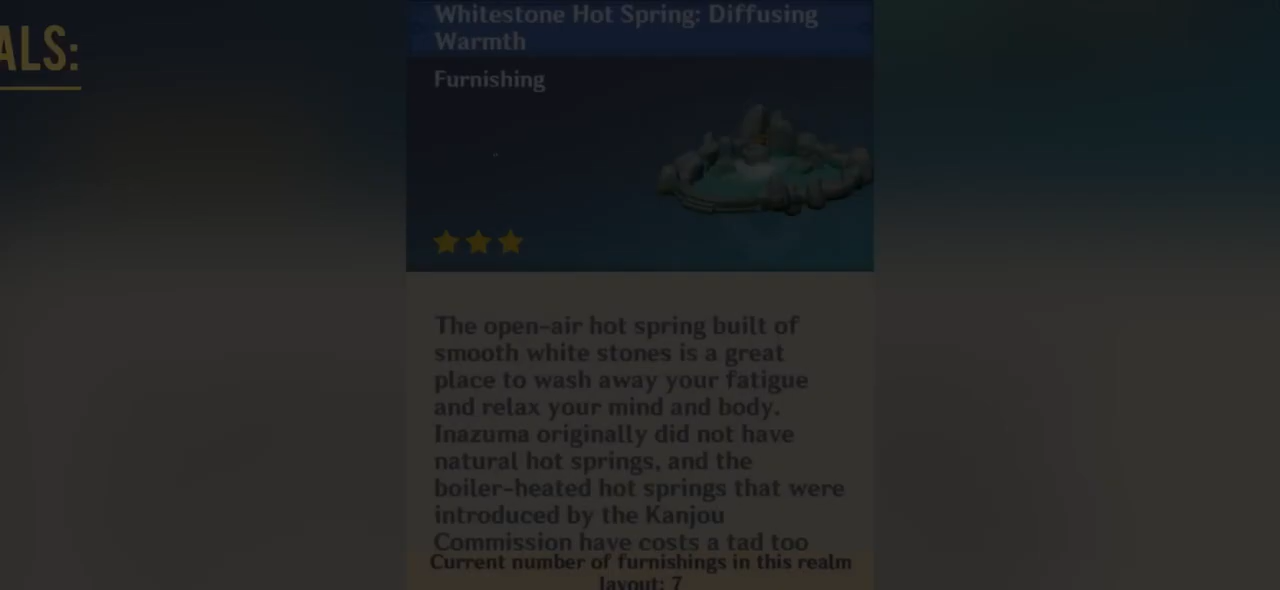 ALS:
Whitestone Hot Spring: Diffusing
Warmth
Furnishing
The open-air hot spring built of
smooth white stones is a great
place to wash away your fatigue
and relax your mind and body.
Inazuma originally did not have
natural hot springs, and the
boiler-heated hot springs that were
introduced by the Kanjou
Commission have costs a tad too
Current number of furnishings in this realm
layout: 7